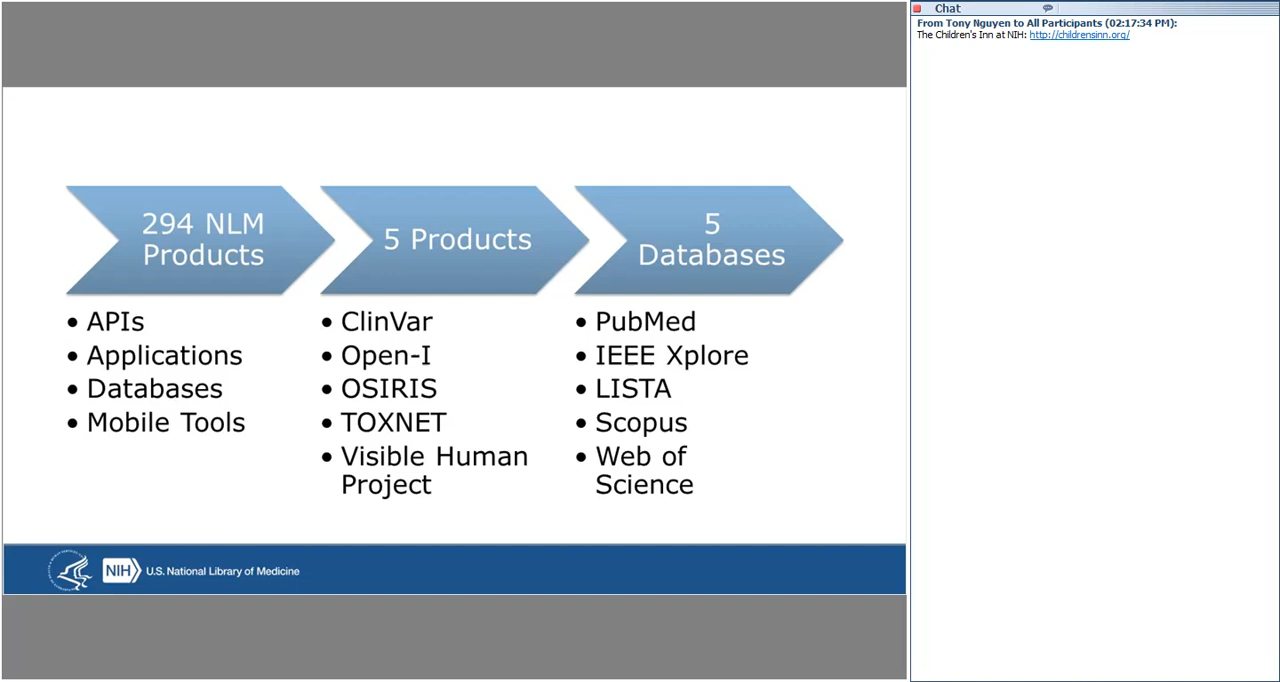 294 NLM
Products
5 Products
5
Databases
• APIs
• Applications
• Databases
• Mobile Tools
• ClinVar
• Open-I
• OSIRIS
• TOXNET
• Visible Human
Project
• PubMed
• IEEE Xplore
• LISTA
• Scopus
• Web of
Science
NIH U.S. National Library of Medicine
Chat
From Tony Nguyen to All Participants (02:17:34 PM):
The Children's Inn at NIH: http://childrensinn.org/